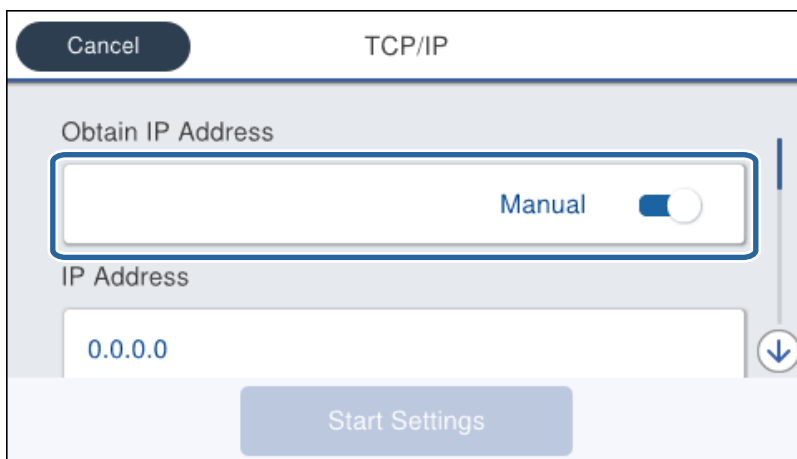 Cancel TCP/IP
Obtain IP Address
Manual
IP Address
0.0.0.0
Start Settings